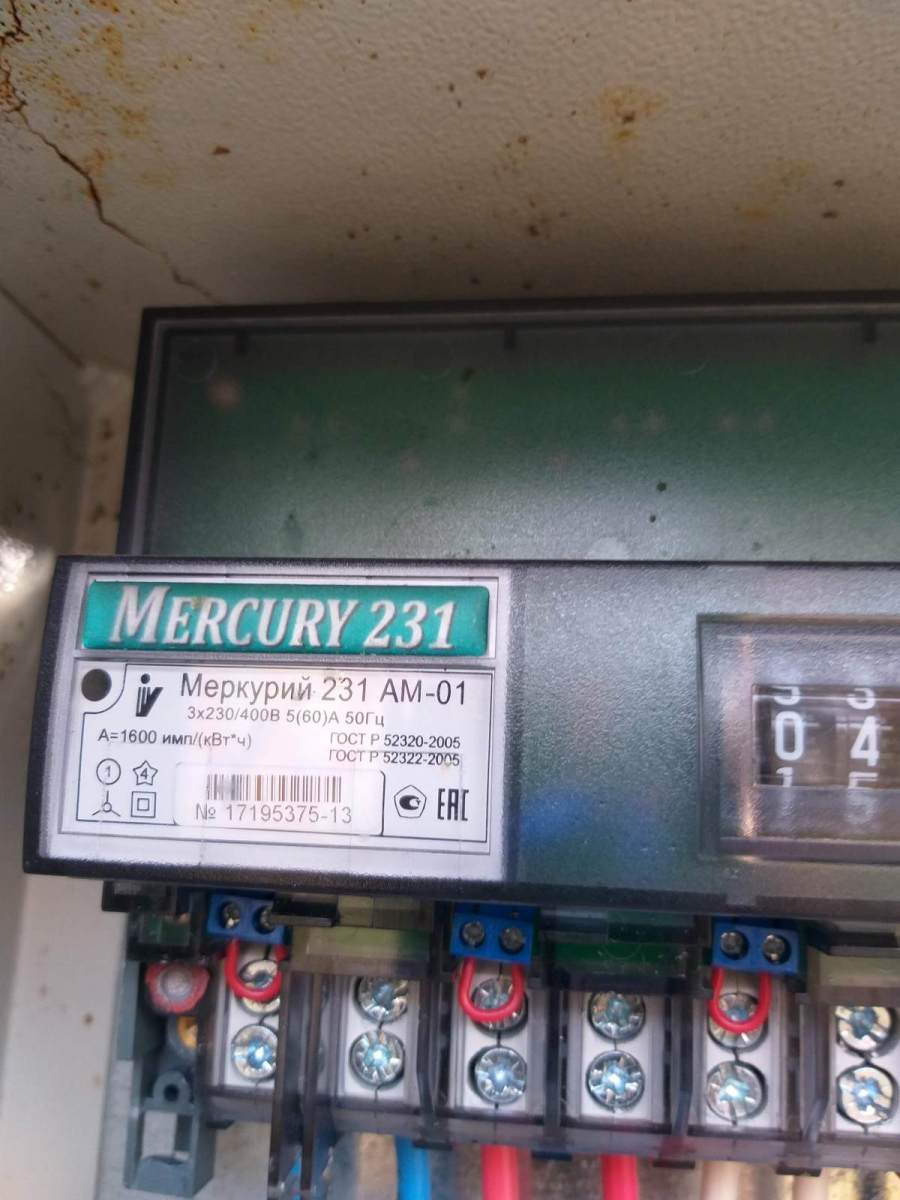 MERCURY 231
Меркурий 231 АМ-01
3x230/400В 5(60)А 50Гц
А=1600 имп/(кВт*ч)
ГОСТ Р 52320-2005
ГОСТ Р 52322-2005
1
4
№ 17195375-13
ЕАС
0 4